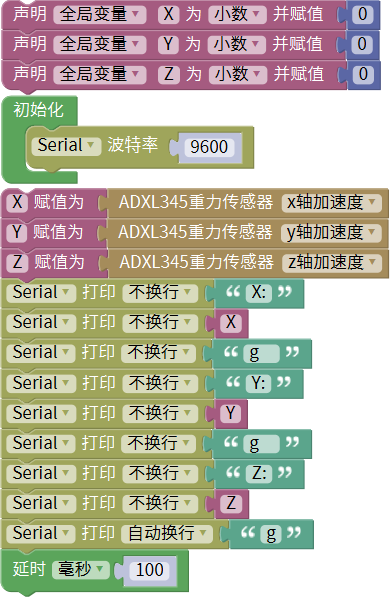 声明 全局变量 X 为 小数 并赋值 0
声明 全局变量 Y 为 小数 并赋值 0
声明 全局变量 Z 为 小数 并赋值 0
初始化
Serial 波特率 9600
X 赋值为 ADXL345重力传感器 x轴加速度
Y 赋值为 ADXL345重力传感器 y轴加速度
Z 赋值为 ADXL345重力传感器 z轴加速度
Serial 打印 不换行 “ X: ”
Serial 打印 不换行 X
Serial 打印 不换行 “ g ”
Serial 打印 不换行 “ Y: ”
Serial 打印 不换行 Y
Serial 打印 不换行 “ g ”
Serial 打印 不换行 “ Z: ”
Serial 打印 不换行 Z
Serial 打印 自动换行 “ g ”
延时 毫秒 100